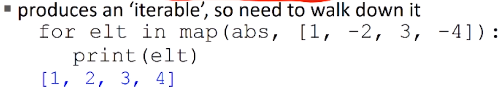 ▪ produces an ‘iterable’, so need to walk down it
for elt in map(abs, [1, -2, 3, -4]):
print(elt)
[1, 2, 3, 4]